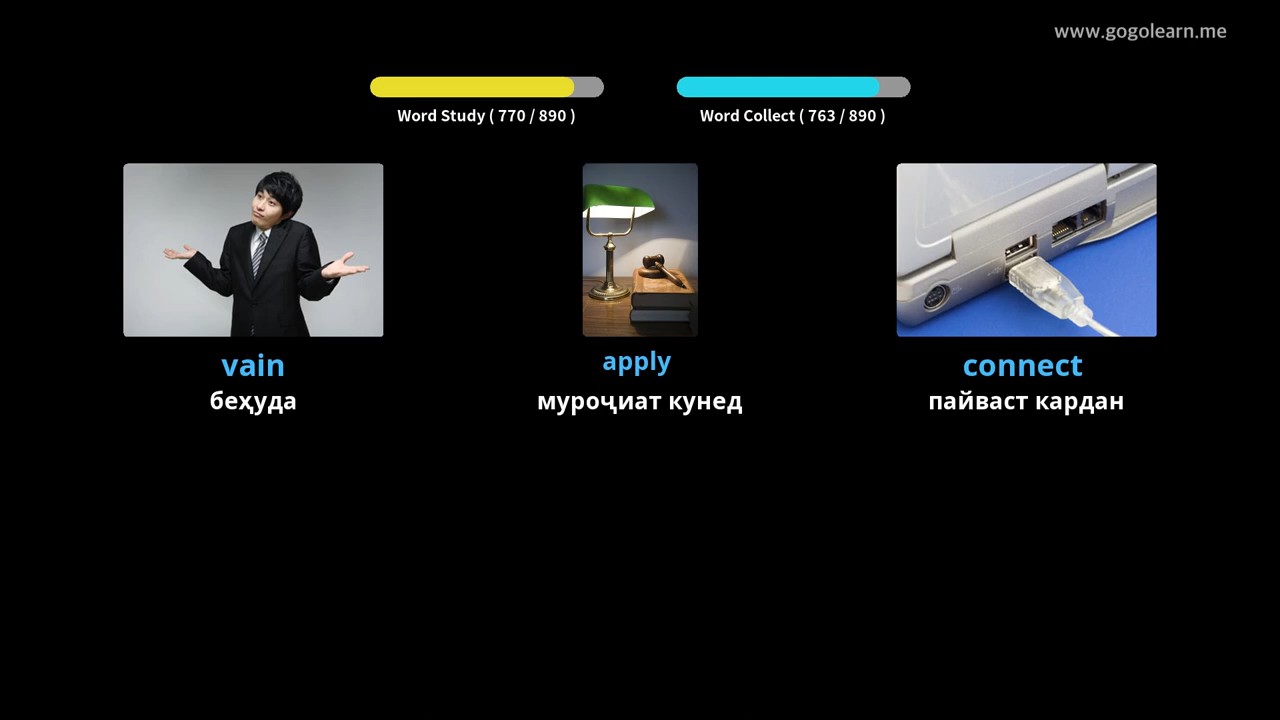 www.gogolearn.me
Word Study ( 770 / 890 )
Word Collect ( 763 / 890 )
vain
apply
connect
беҳуда
муроҷиат кунед
пайваст кардан